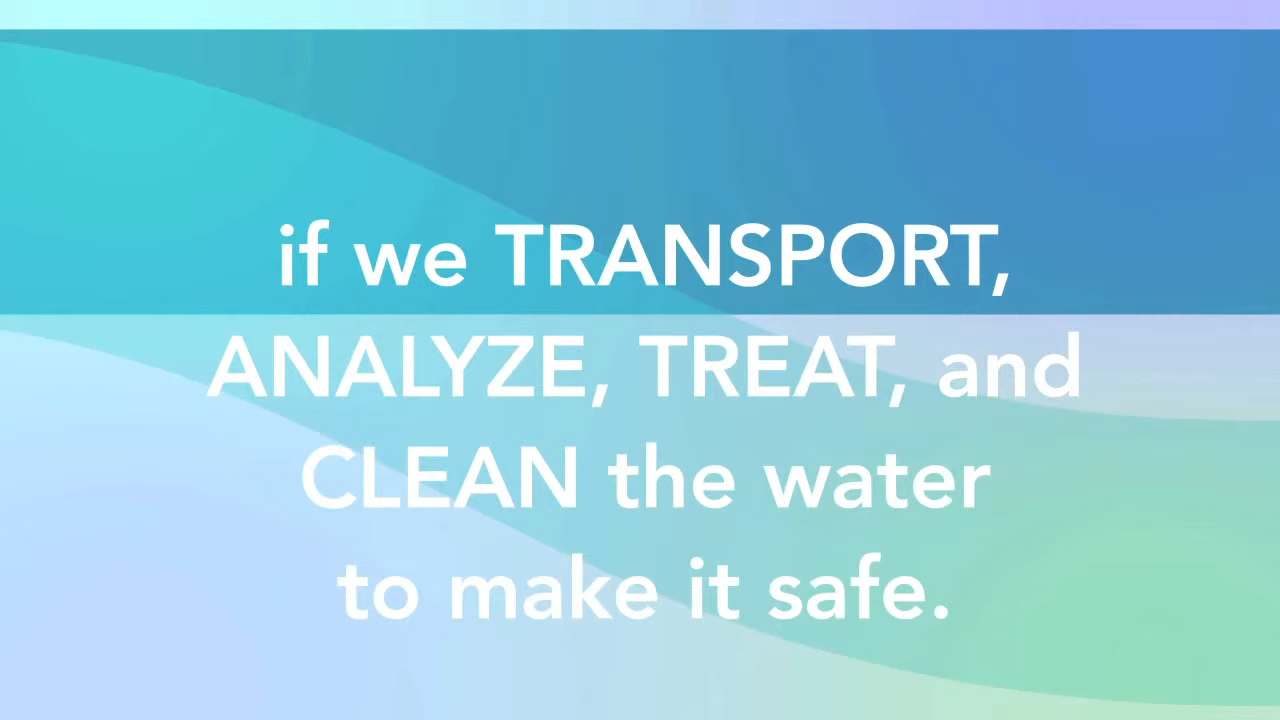 if we TRANSPORT,
ANALYZE, TREAT, and
CLEAN the water
to make it safe.